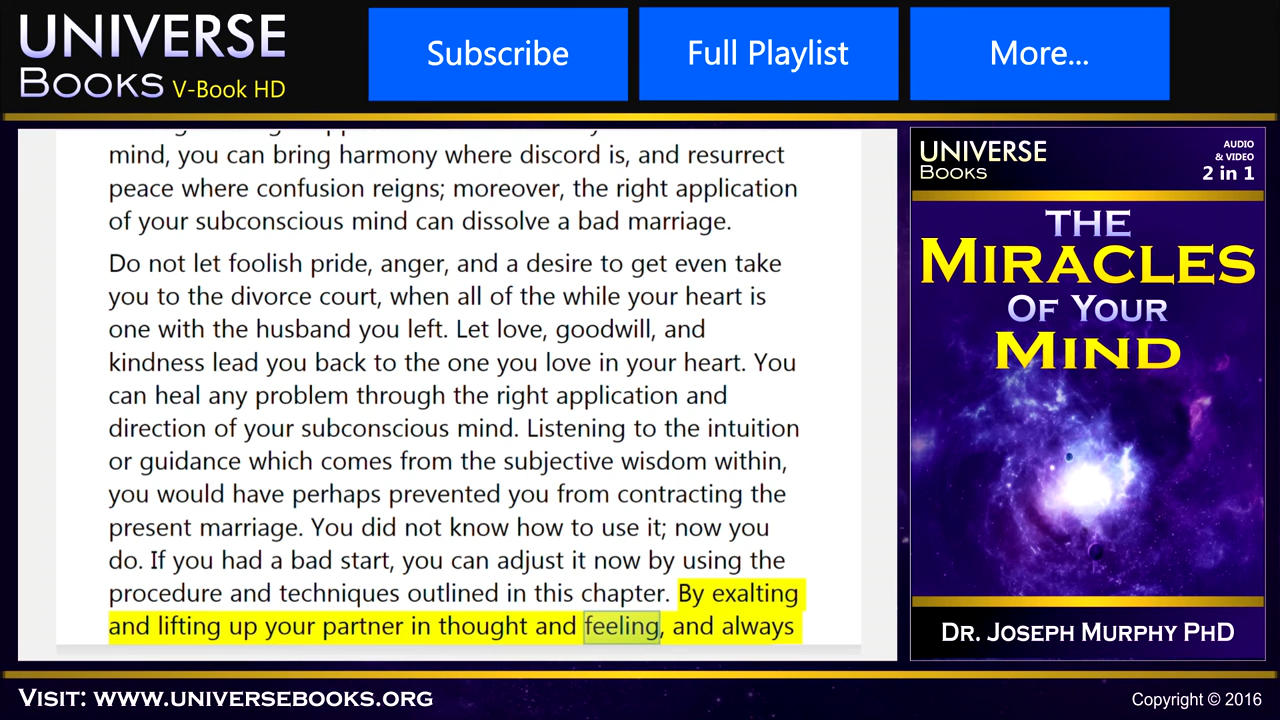 UNIVERSE
BOOKS V-Book HD
Subscribe
Full Playlist
More...
mind, you can bring harmony where discord is, and resurrect
peace where confusion reigns; moreover, the right application
of your subconscious mind can dissolve a bad marriage.
Do not let foolish pride, anger, and a desire to get even take
you to the divorce court, when all of the while your heart is
one with the husband you left. Let love, goodwill, and
kindness lead you back to the one you love in your heart. You
can heal any problem through the right application and
direction of your subconscious mind. Listening to the intuition
or guidance which comes from the subjective wisdom within,
you would have perhaps prevented you from contracting the
present marriage. You did not know how to use it; now you
do. If you had a bad start, you can adjust it now by using the
procedure and techniques outlined in this chapter. By exalting
and lifting up your partner in thought and feeling, and always
UNIVERSE
BOOKS
AUDIO
& VIDEO
2 in 1
THE
MIRACLES
OF YOUR
MIND
DR. JOSEPH MURPHY PHD
VISIT: WWW.UNIVERSEBOOKS.ORG
Copyright © 2016